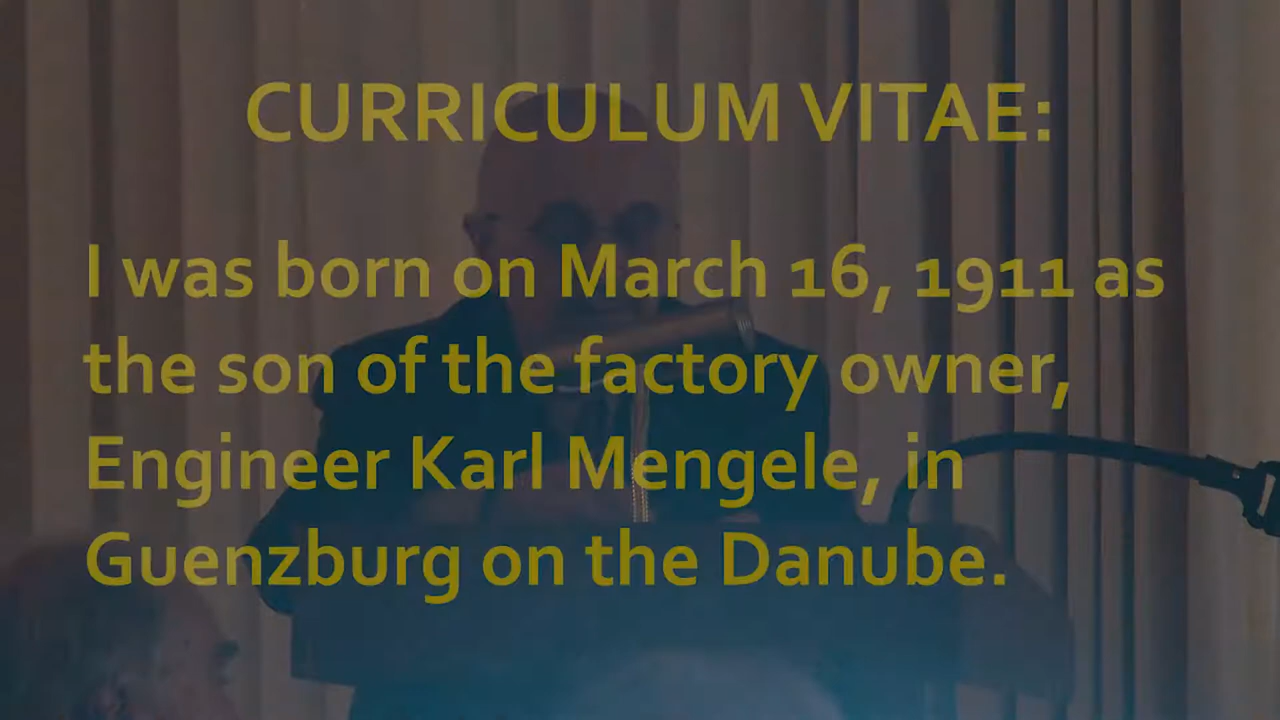 CURRICULUM VITAE:
I was born on March 16, 1911 as
the son of the factory owner,
Engineer Karl Mengele, in
Guenzburg on the Danube.